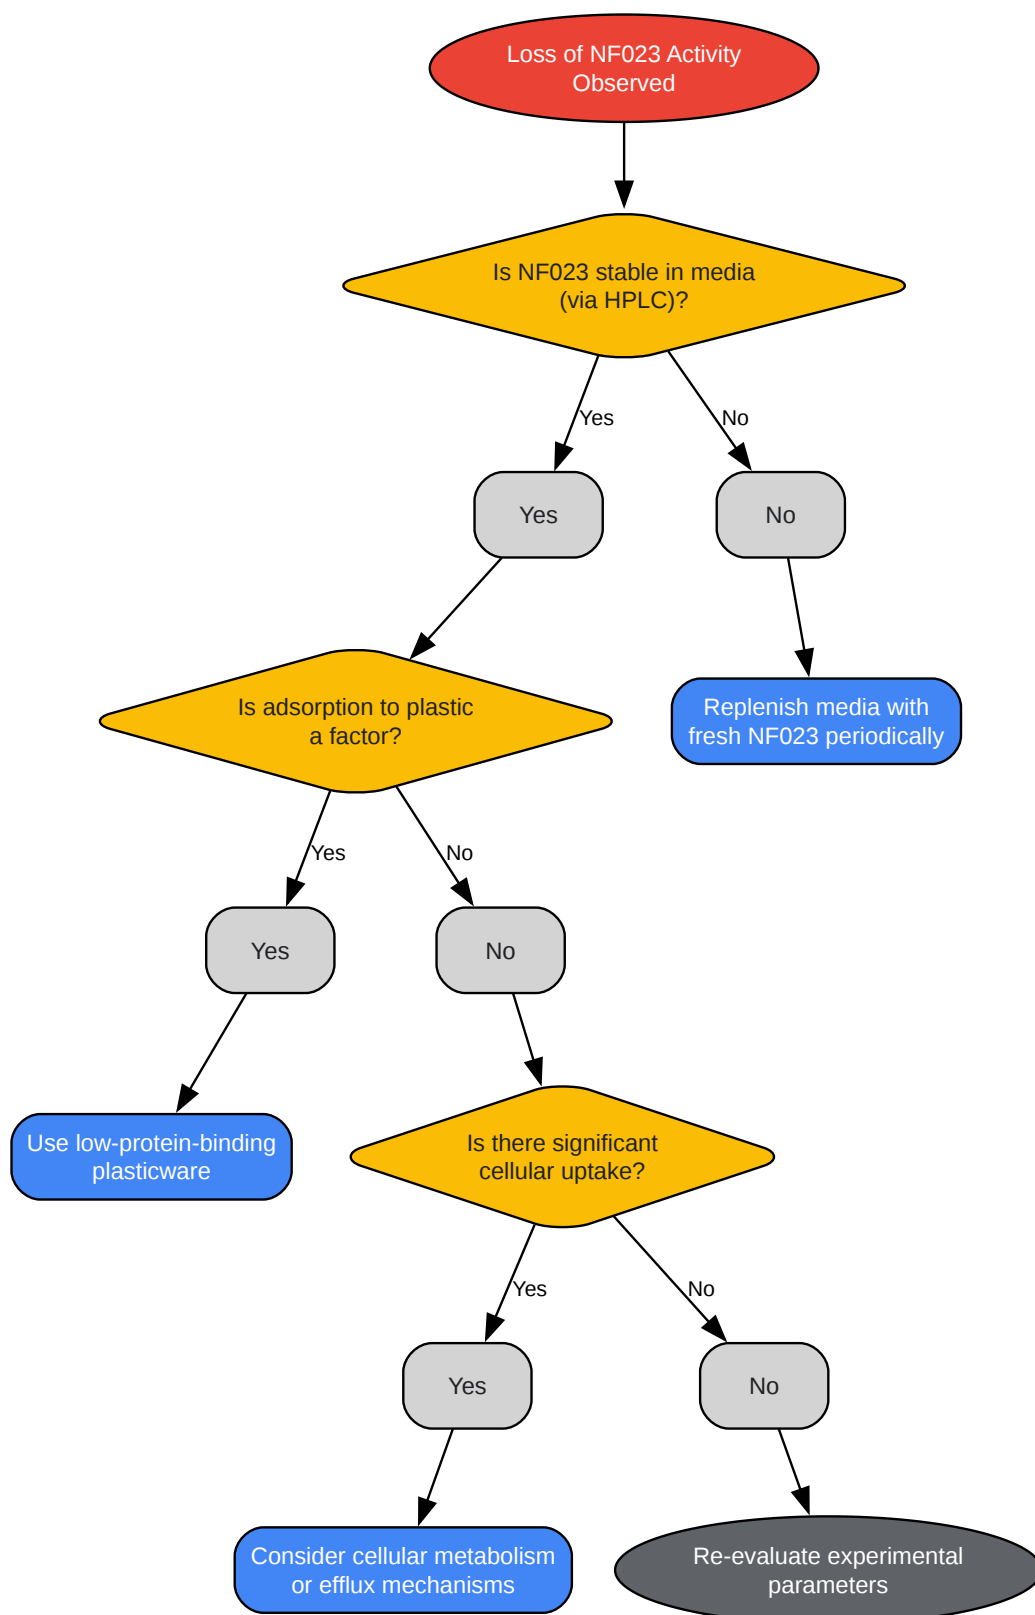 Loss of NF023 Activity
Observed
Is NF023 stable in media
(via HPLC)?
Yes
No
Yes
No
Is adsorption to plastic
a factor?
Replenish media with
fresh NF023 periodically
Yes
No
Yes
No
Use low-protein-binding
plasticware
Is there significant
cellular uptake?
Yes
No
Yes
No
Consider cellular metabolism
or efflux mechanisms
Re-evaluate experimental
parameters